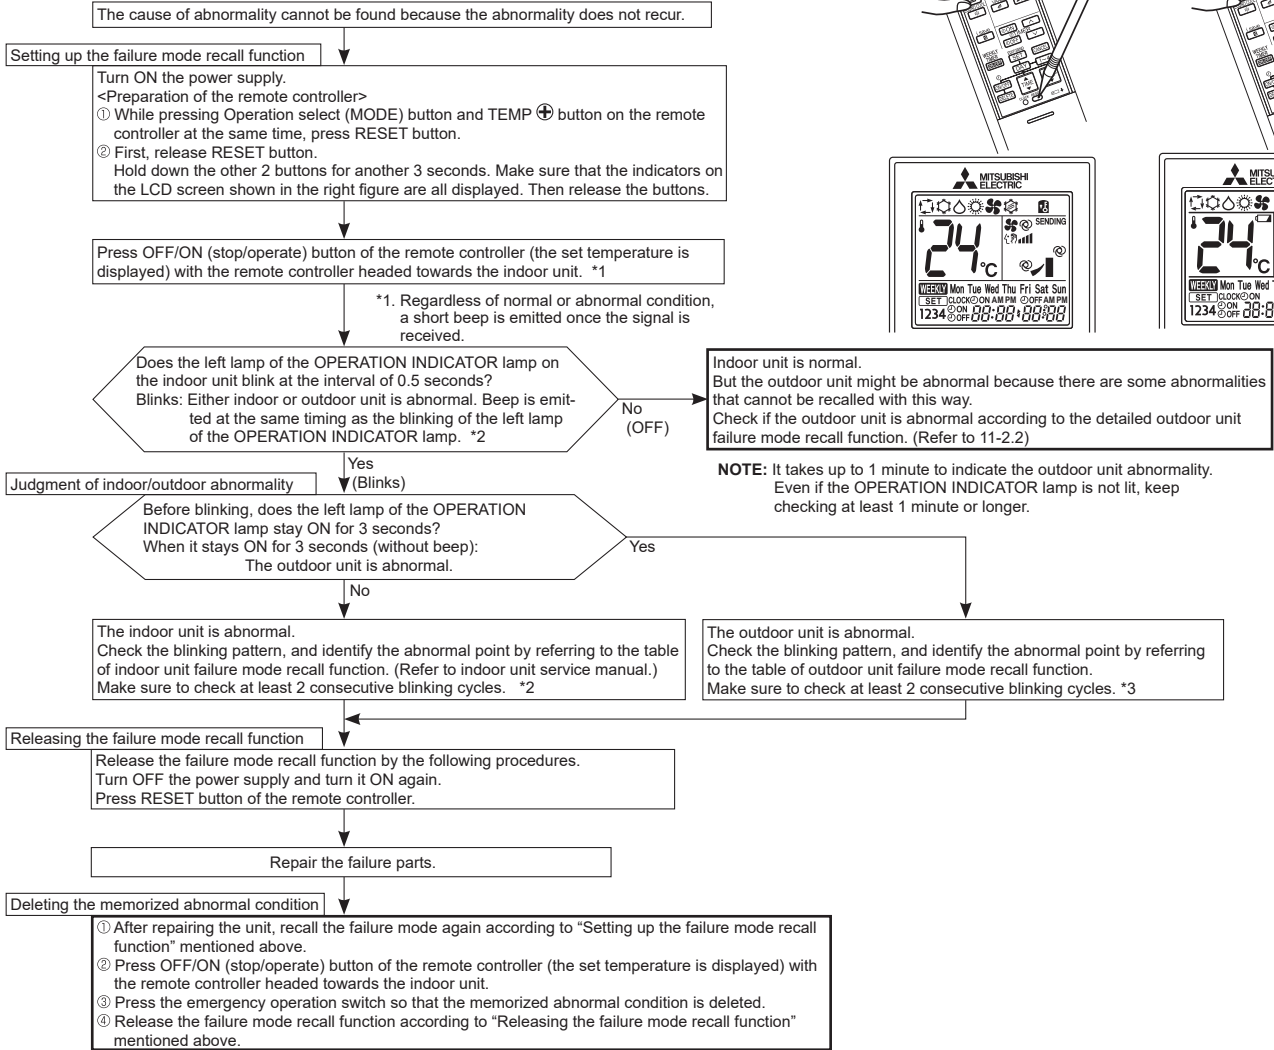 The cause of abnormality cannot be found because the abnormality does not recur.
Setting up the failure mode recall function
Turn ON the power supply.
<Preparation of the remote controller>
① While pressing Operation select (MODE) button and TEMP ⊕ button on the remote
controller at the same time, press RESET button.
② First, release RESET button.
Hold down the other 2 buttons for another 3 seconds. Make sure that the indicators on
the LCD screen shown in the right figure are all displayed. Then release the buttons.
Press OFF/ON (stop/operate) button of the remote controller (the set temperature is
displayed) with the remote controller headed towards the indoor unit. *1
*1. Regardless of normal or abnormal condition,
a short beep is emitted once the signal is
received.
MITSUBISHI
ELECTRIC
SENDING
24°C
WEEKLY Mon Tue Wed Thu Fri Sat Sun
SET CLOCK ON AM PM OFF AM PM
1234 ON OFF 88:88 88:88
24°C
WEEKLY Mon Tue Wed
SET CLOCK ON
1234 ON OFF
Does the left lamp of the OPERATION INDICATOR lamp on
the indoor unit blink at the interval of 0.5 seconds?
Blinks: Either indoor or outdoor unit is abnormal. Beep is emit-
ted at the same timing as the blinking of the left lamp
of the OPERATION INDICATOR lamp. *2
No
(OFF)
Indoor unit is normal.
But the outdoor unit might be abnormal because there are some abnormalities
that cannot be recalled with this way.
Check if the outdoor unit is abnormal according to the detailed outdoor unit
failure mode recall function. (Refer to 11-2.2)
NOTE: It takes up to 1 minute to indicate the outdoor unit abnormality.
Even if the OPERATION INDICATOR lamp is not lit, keep
checking at least 1 minute or longer.
Yes
(Blinks)
Judgment of indoor/outdoor abnormality
Before blinking, does the left lamp of the OPERATION
INDICATOR lamp stay ON for 3 seconds?
When it stays ON for 3 seconds (without beep):
The outdoor unit is abnormal.
Yes
No
The indoor unit is abnormal.
Check the blinking pattern, and identify the abnormal point by referring to the table
of indoor unit failure mode recall function. (Refer to indoor unit service manual.)
Make sure to check at least 2 consecutive blinking cycles. *2
The outdoor unit is abnormal.
Check the blinking pattern, and identify the abnormal point by referring
to the table of outdoor unit failure mode recall function.
Make sure to check at least 2 consecutive blinking cycles. *3
Releasing the failure mode recall function
Release the failure mode recall function by the following procedures.
Turn OFF the power supply and turn it ON again.
Press RESET button of the remote controller.
Repair the failure parts.
Deleting the memorized abnormal condition
① After repairing the unit, recall the failure mode again according to “Setting up the failure mode recall
function” mentioned above.
② Press OFF/ON (stop/operate) button of the remote controller (the set temperature is displayed) with
the remote controller headed towards the indoor unit.
③ Press the emergency operation switch so that the memorized abnormal condition is deleted.
④ Release the failure mode recall function according to “Releasing the failure mode recall function”
mentioned above.